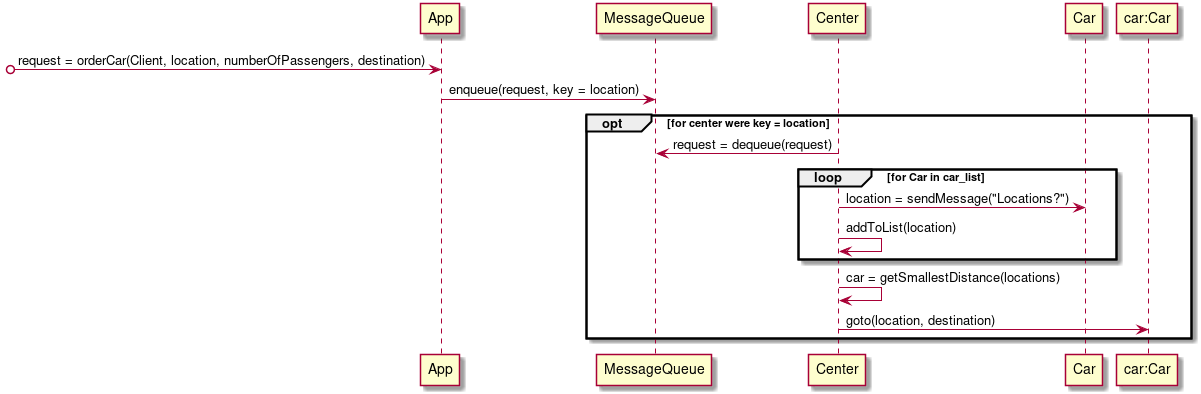 App MessageQueue Center Car car:Car
request = orderCar(Client, location, numberOfPassengers, destination)
enqueue(request, key = location)
opt [for center were key = location]
request = dequeue(request)
loop [for Car in car_list]
location = sendMessage("Locations?")
addToList(location)
car = getSmallestDistance(locations)
goto(location, destination)
App MessageQueue Center Car car:Car